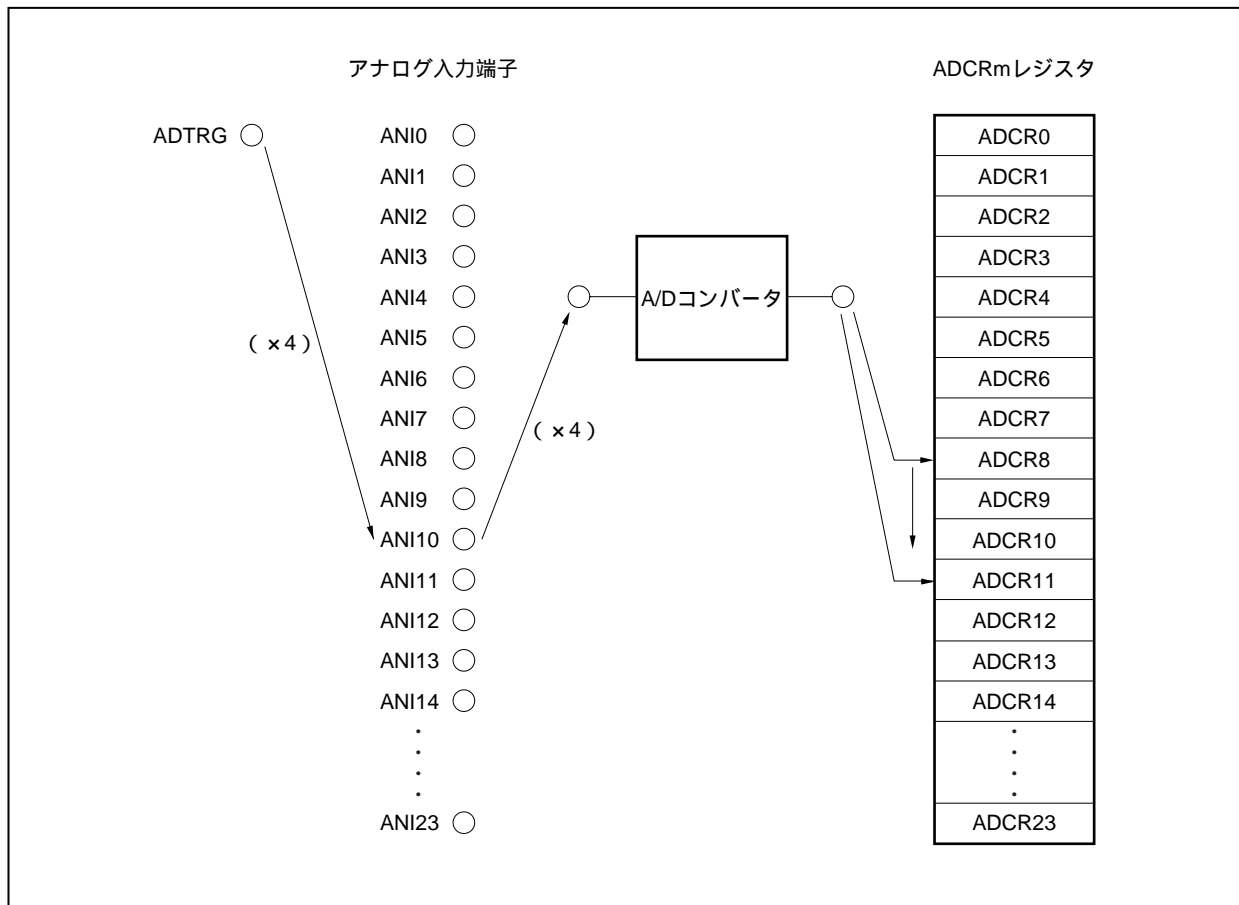 アナログ入力端子
ADCRmレジスタ
ADTRG
ANI0
ANI1
ANI2
ANI3
ANI4
ANI5
ANI6
ANI7
ANI8
ANI9
ANI10
ANI11
ANI12
ANI13
ANI14
ANI23
(×4)
(×4)
A/Dコンバータ
ADCR0
ADCR1
ADCR2
ADCR3
ADCR4
ADCR5
ADCR6
ADCR7
ADCR8
ADCR9
ADCR10
ADCR11
ADCR12
ADCR13
ADCR14
ADCR23